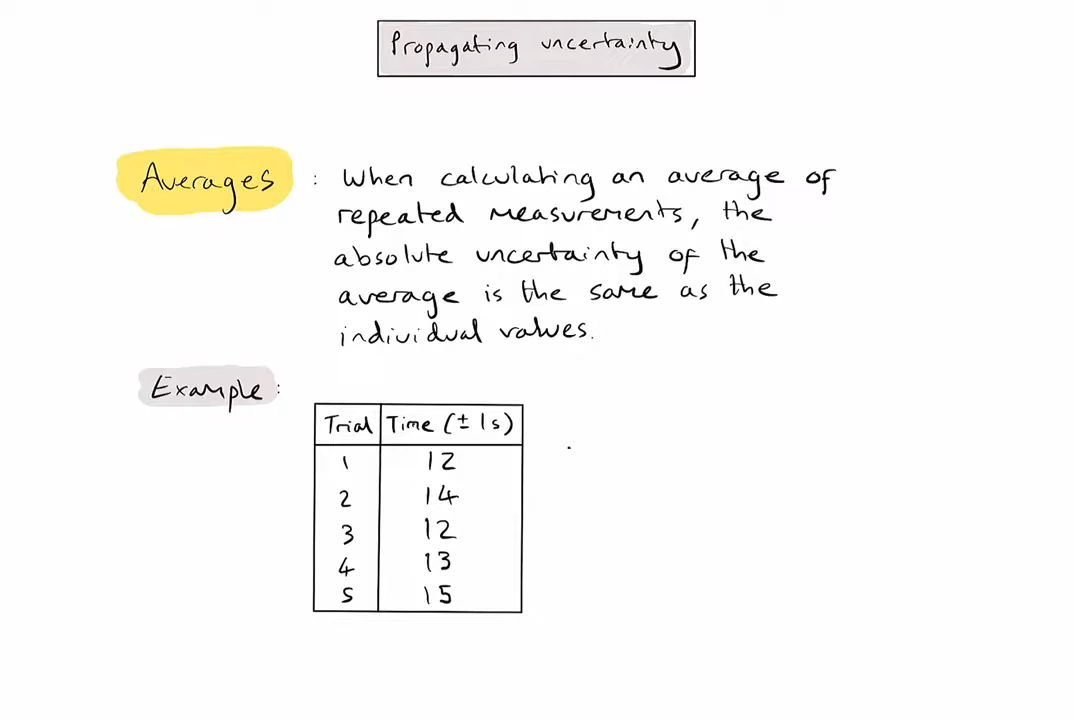 Propagating uncertainty
Averages : When calculating an average of
repeated measurements, the
absolute uncertainty of the
average is the same as the
individual values.
Example :
Trial Time (± 1s)
1 12
2 14
3 12
4 13
5 15